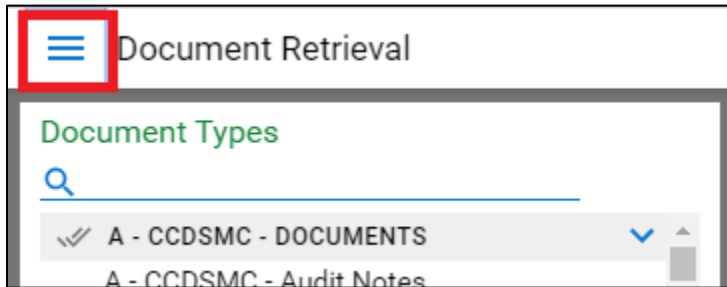 Document Retrieval
Document Types
A - CCDSMC - DOCUMENTS
A - CCDSMC - Audit Notes